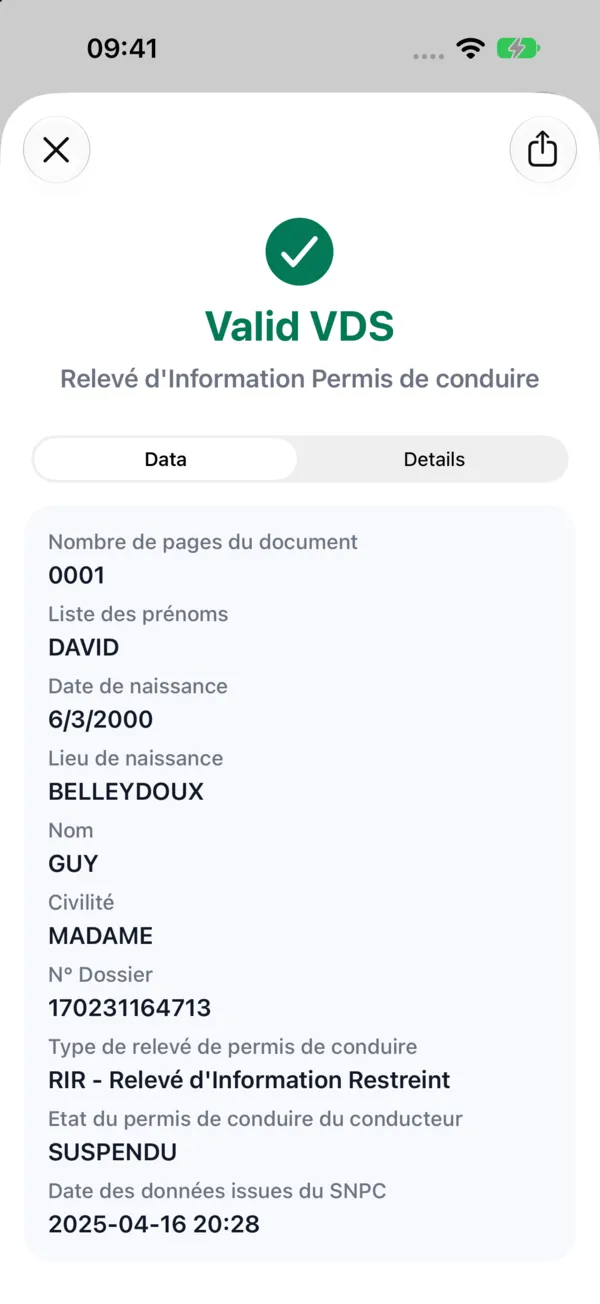 09:41
Valid VDS
Relevé d'Information Permis de conduire
Data
Details
Nombre de pages du document
0001
Liste des prénoms
DAVID
Date de naissance
6/3/2000
Lieu de naissance
BELLEYDOUX
Nom
GUY
Civilité
MADAME
N° Dossier
170231164713
Type de relevé de permis de conduire
RIR - Relevé d'Information Restreint
Etat du permis de conduire du conducteur
SUSPENDU
Date des données issues du SNPC
2025-04-16 20:28